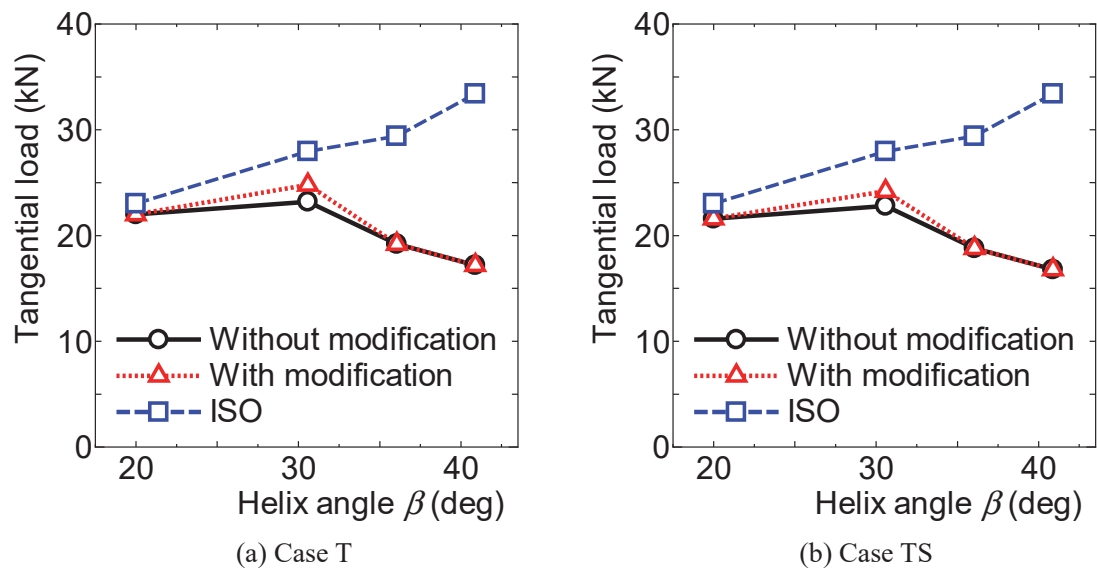 40
30
20
10
0
Tangential load (kN)
Without modification
With modification
ISO
20 30 40
Helix angle β (deg)
(a) Case T
40
30
20
10
0
Tangential load (kN)
Without modification
With modification
ISO
20 30 40
Helix angle β (deg)
(b) Case TS